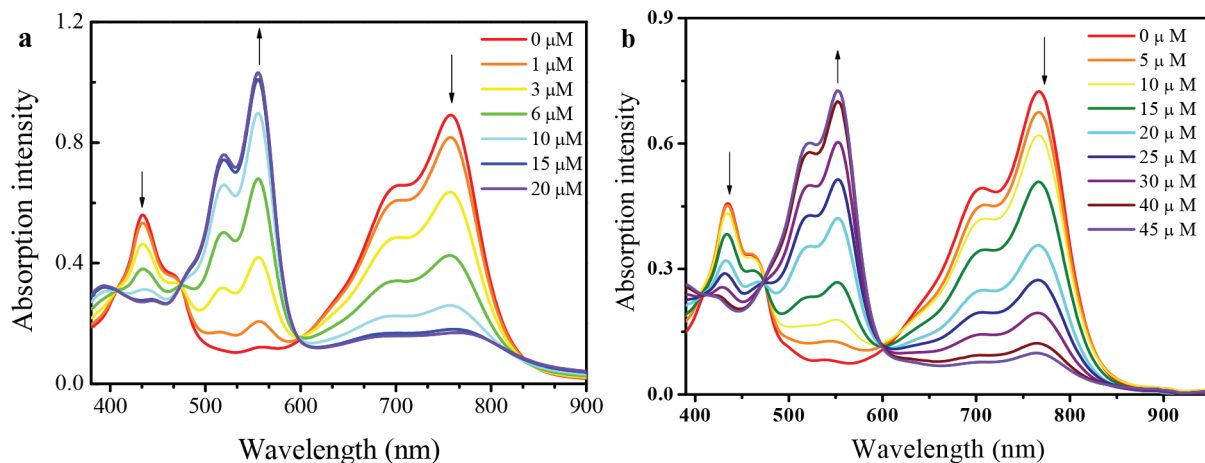 a
1.2
0.8
0.4
0.0
Absorption intensity
400 500 600 700 800 900
Wavelength (nm)
0 μM
1 μM
3 μM
6 μM
10 μM
15 μM
20 μM
b
0.9
0.6
0.3
0.0
Absorption intensity
400 500 600 700 800 900
Wavelength (nm)
0 μ M
5 μ M
10 μ M
15 μ M
20 μ M
25 μ M
30 μ M
40 μ M
45 μ M